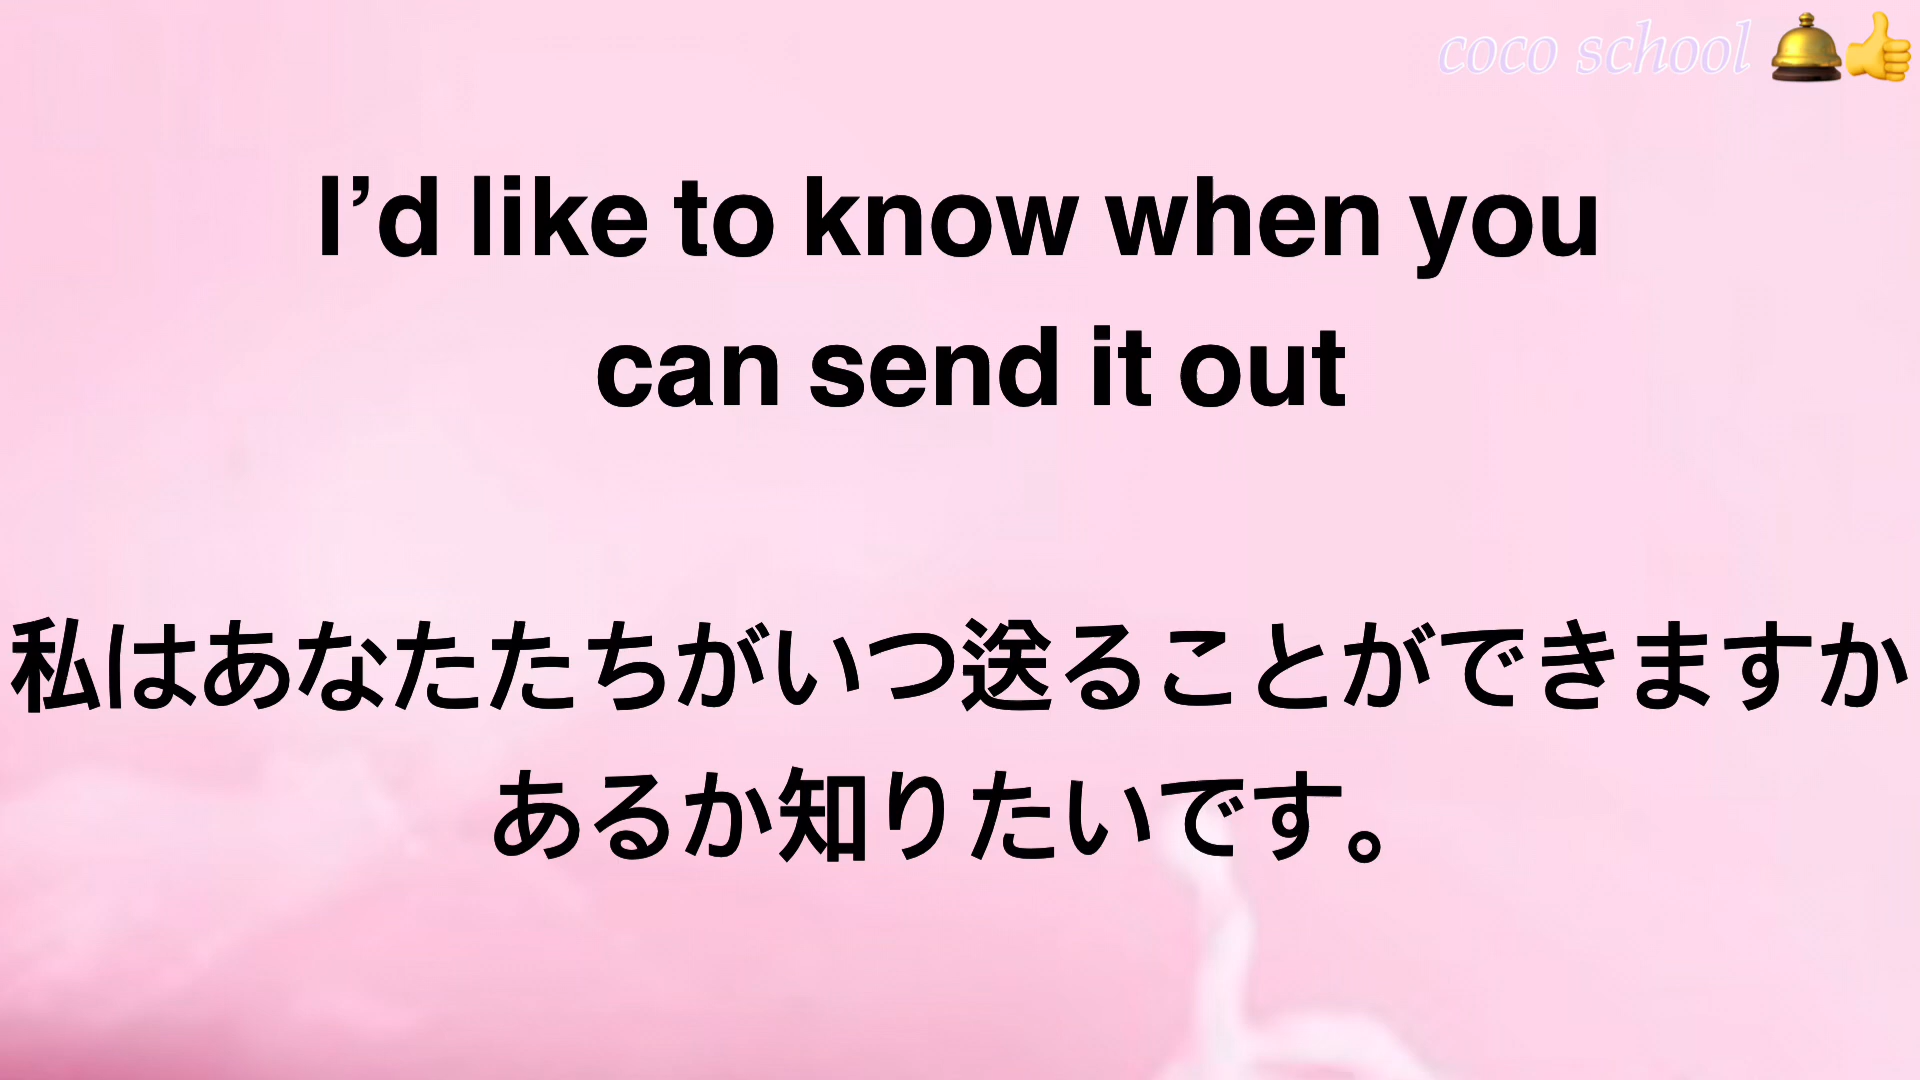 coco school 🛎️👍
I’d like to know when you
can send it out
私はあなたたちがいつ送ることができますか
あるか知りたいです。